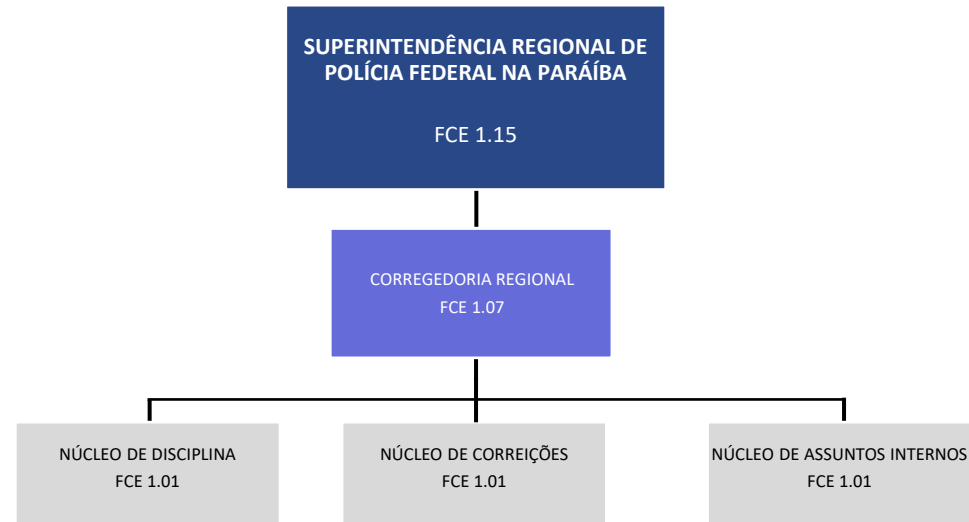 SUPERINTENDÊNCIA REGIONAL DE
POLÍCIA FEDERAL NA PARÁÍBA
FCE 1.15
CORREGEDORIA REGIONAL
FCE 1.07
NÚCLEO DE DISCIPLINA
FCE 1.01
NÚCLEO DE CORREIÇÕES
FCE 1.01
NÚCLEO DE ASSUNTOS INTERNOS
FCE 1.01